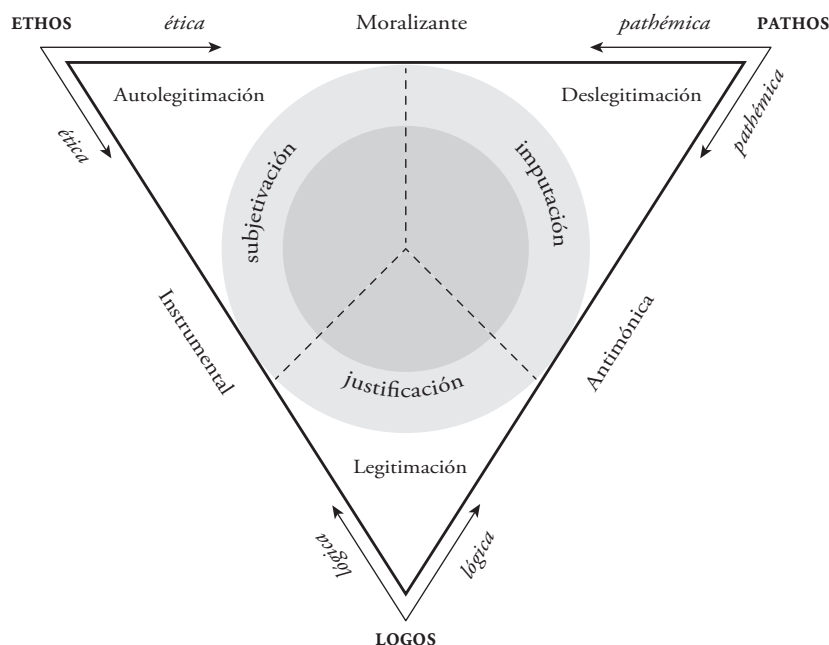 ETHOS
ética
Moralizante
pathémica
PATHOS
Autolegitimación
Deslegitimación
ética
pathémica
subjetivación
imputación
Instrumental
Antimónica
justificación
Legitimación
lógica
lógica
LOGOS